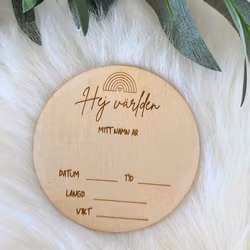 Hej världen
MITT NAMN ÄR
DATUM TID
LÄNGD
VIKT